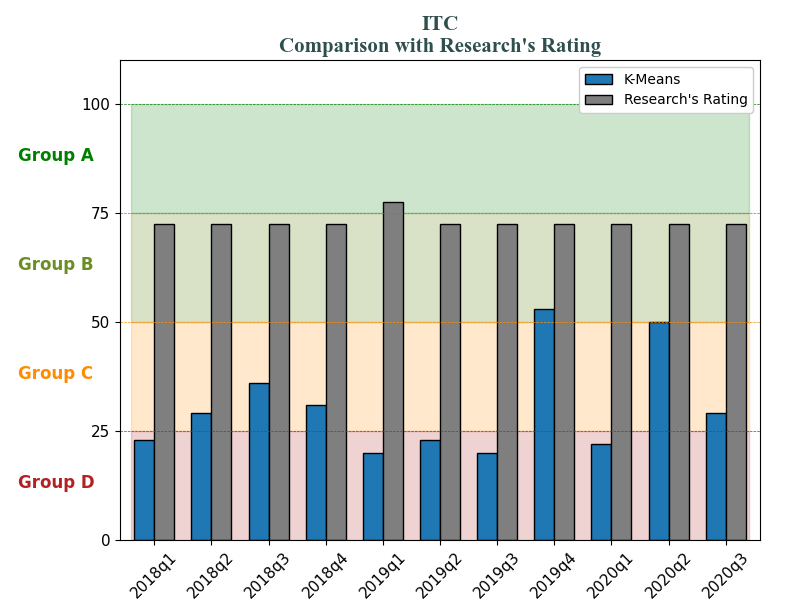 ITC
Comparison with Research's Rating
K-Means
Research's Rating
100
Group A
75
Group B
50
Group C
25
Group D
0
2018q1
2018q2
2018q3
2018q4
2019q1
2019q2
2019q3
2019q4
2020q1
2020q2
2020q3